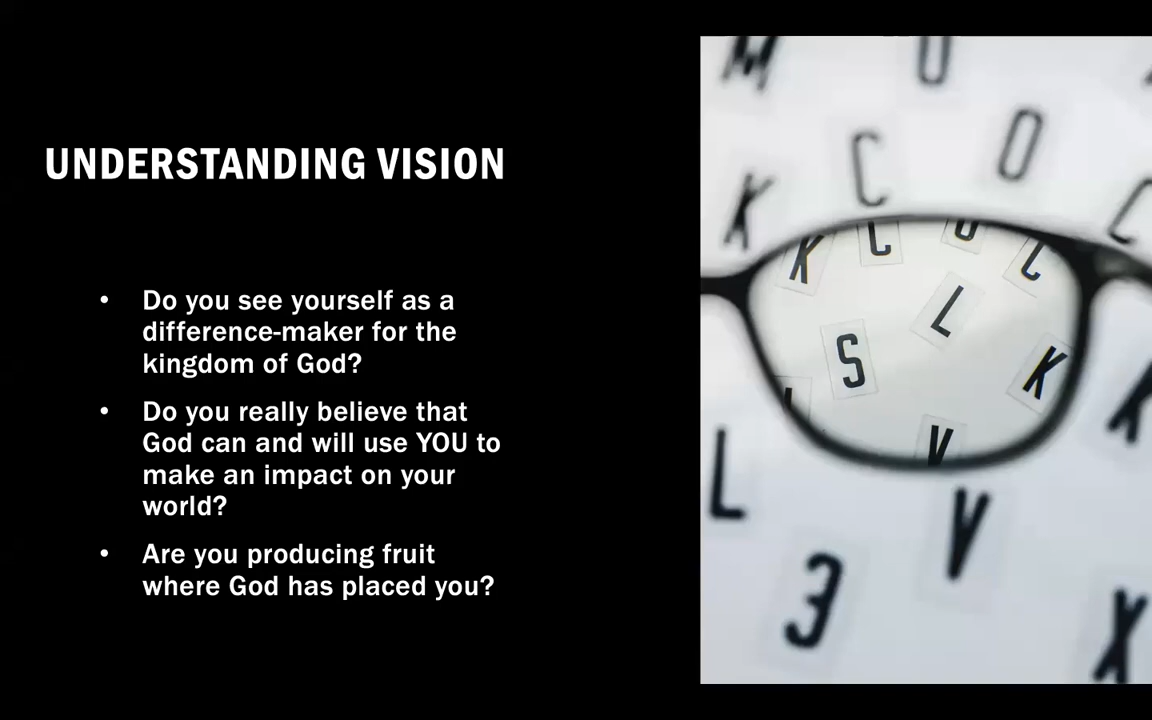 UNDERSTANDING VISION
• Do you see yourself as a
difference-maker for the
kingdom of God?
• Do you really believe that
God can and will use YOU to
make an impact on your
world?
• Are you producing fruit
where God has placed you?
M O
C O
K C
K C O C
L
S K
V
L V K
3
X